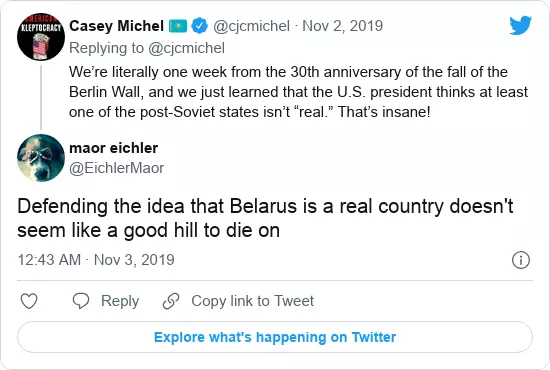 AMERICAN
KLEPTOCRACY
Casey Michel @cjcmichel · Nov 2, 2019
Replying to @cjcmichel
We’re literally one week from the 30th anniversary of the fall of the
Berlin Wall, and we just learned that the U.S. president thinks at least
one of the post-Soviet states isn’t “real.” That’s insane!
maor eichler
@EichlerMaor
Defending the idea that Belarus is a real country doesn't
seem like a good hill to die on
12:43 AM · Nov 3, 2019
Reply Copy link to Tweet
Explore what's happening on Twitter